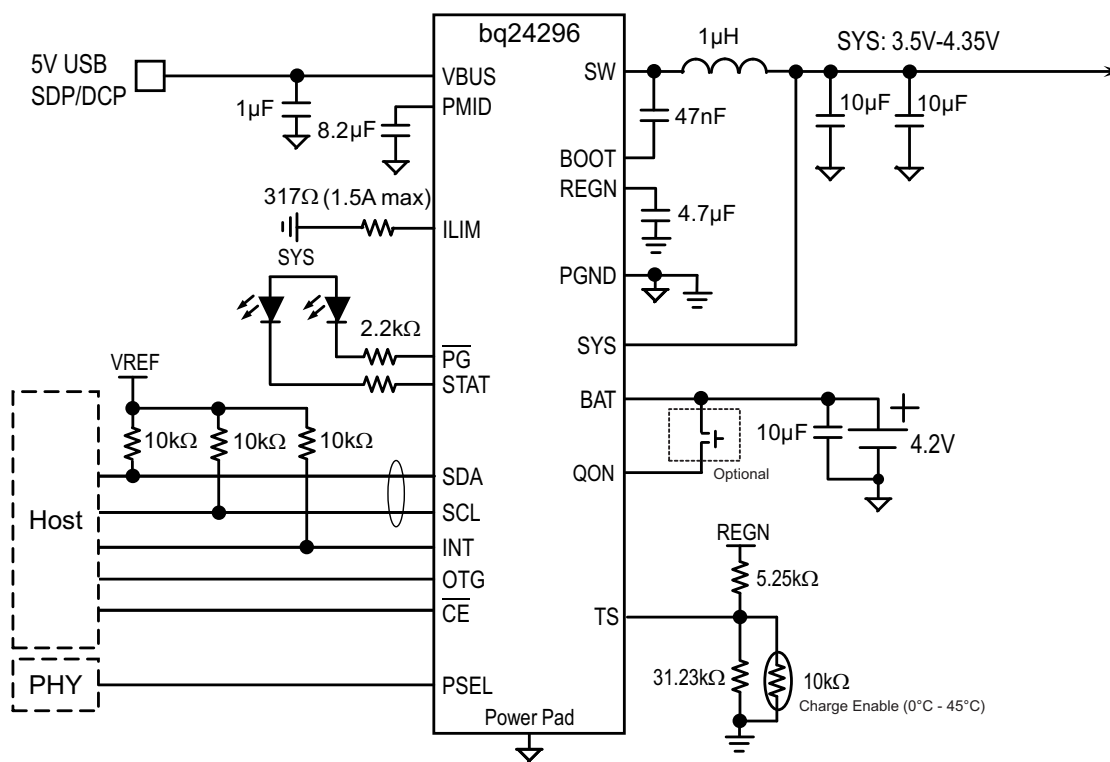 bq24296
5V USB
SDP/DCP
VBUS
1µF
PMID
8.2µF
317Ω (1.5A max)
ILIM
SYS
2.2kΩ
PG
STAT
VREF
10kΩ
10kΩ
10kΩ
SDA
Host
SCL
INT
OTG
CE
PHY
PSEL
Power Pad
SW
1µH
SYS: 3.5V-4.35V
10µF
10µF
47nF
BOOT
REGN
4.7µF
PGND
SYS
BAT
+
10µF
4.2V
Optional
QON
REGN
5.25kΩ
TS
31.23kΩ
10kΩ
Charge Enable (0°C - 45°C)